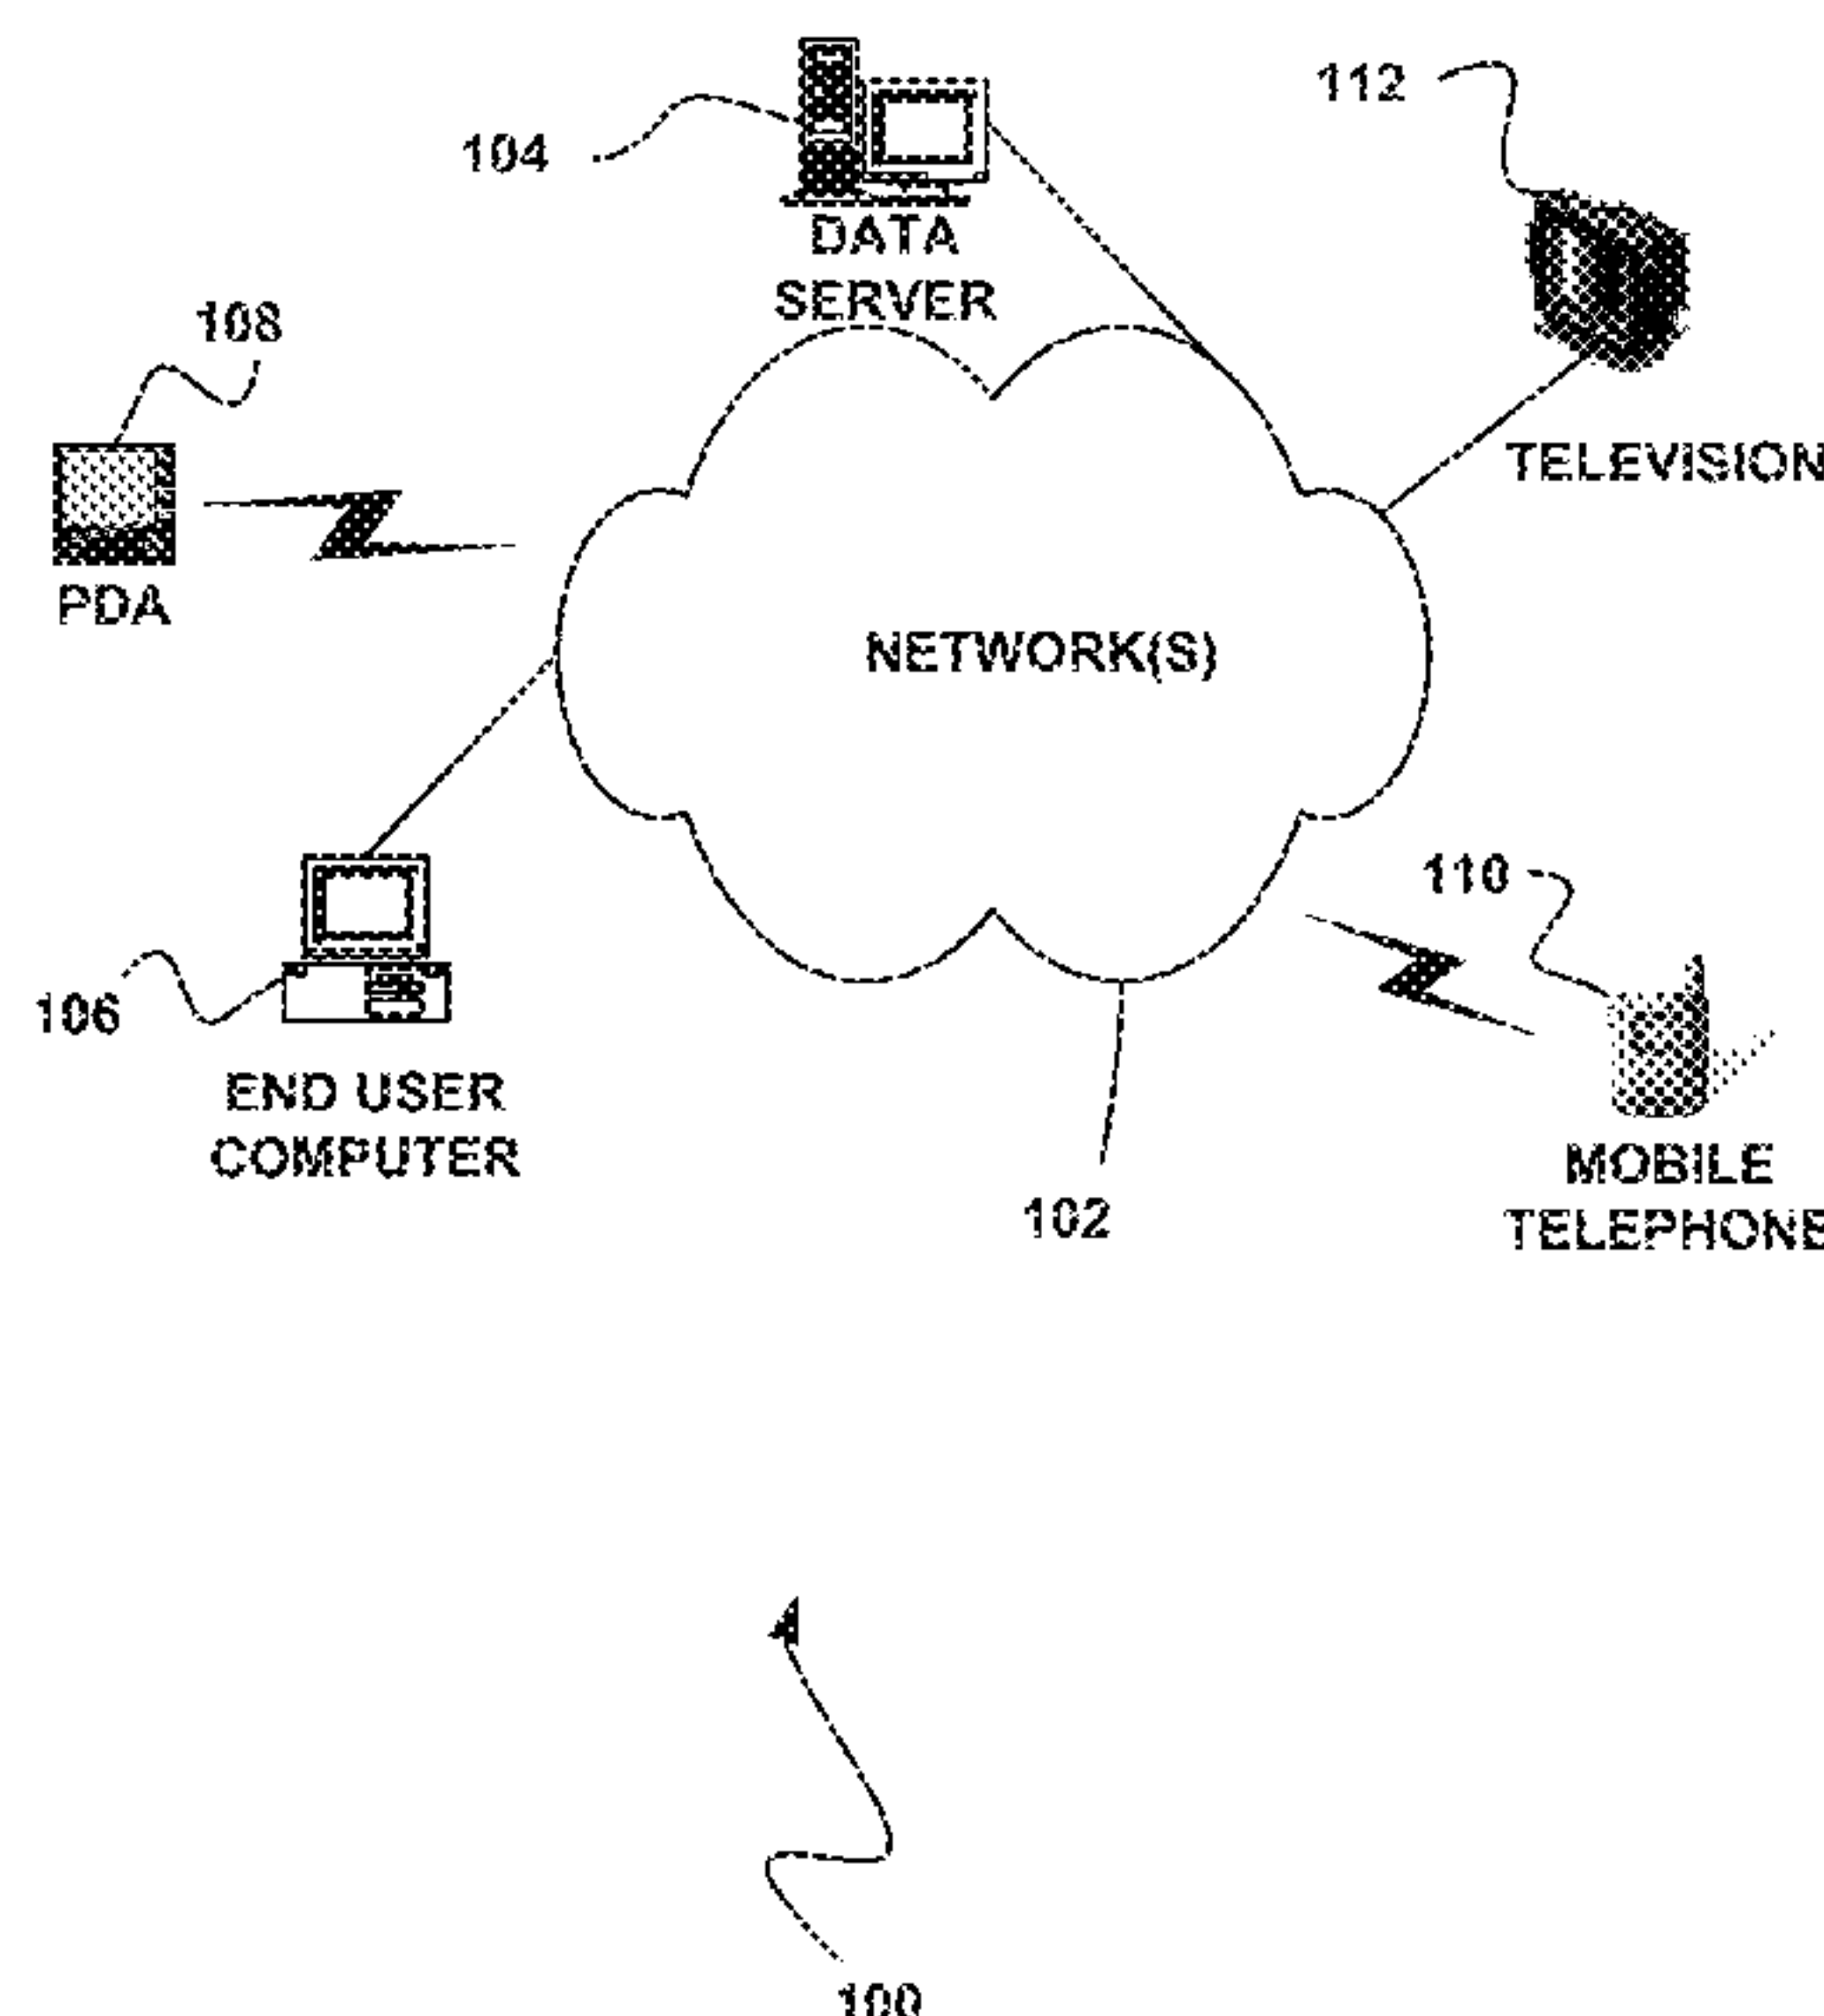 104
DATA
SERVER
112
TELEVISION
108
PDA
NETWORK(S)
106
END USER
COMPUTER
110
MOBILE
TELEPHONE
102
100